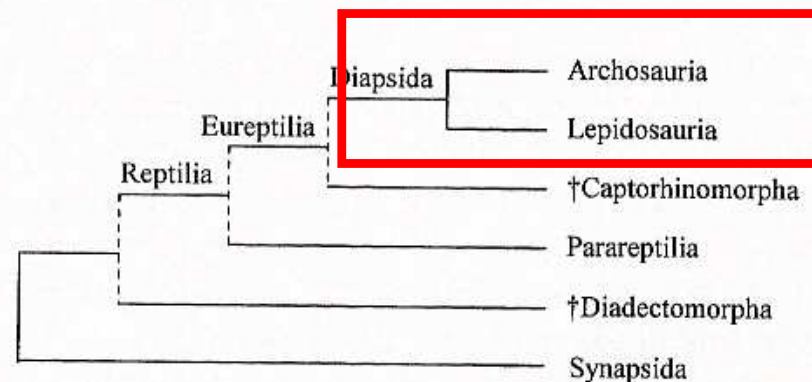 Diapsida
Archosauria
Lepidosauria
Eureptilia
†Captorhinomorpha
Reptilia
Parareptilia
†Diadectomorpha
Synapsida